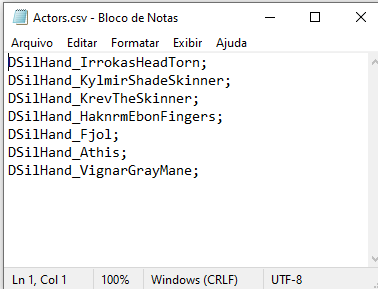 Actors.csv - Bloco de Notas
Arquivo Editar Formatar Exibir Ajuda
DSilHand_IrrokasHeadTorn;
DSilHand_KylmirShadeSkinner;
DSilHand_KrevTheSkinner;
DSilHand_HaknrmEbonFingers;
DSilHand_Fjol;
DSilHand_Athis;
DSilHand_VignarGrayMane;
Ln 1, Col 1 100% Windows (CRLF) UTF-8